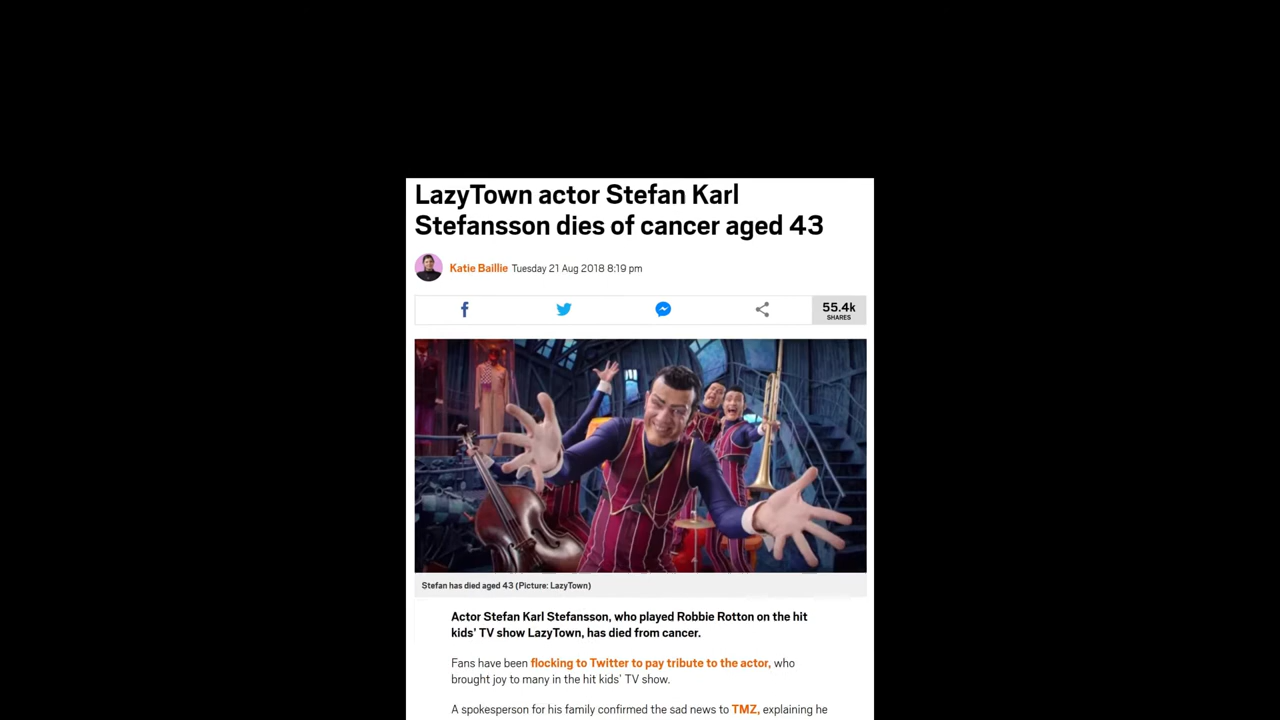 LazyTown actor Stefan Karl
Stefansson dies of cancer aged 43
Katie Baillie Tuesday 21 Aug 2018 8:19 pm
55.4k
SHARES
Stefan has died aged 43 (Picture: LazyTown)
Actor Stefan Karl Stefansson, who played Robbie Rotton on the hit
kids' TV show LazyTown, has died from cancer.
Fans have been flocking to Twitter to pay tribute to the actor, who
brought joy to many in the hit kids' TV show.
A spokesperson for his family confirmed the sad news to TMZ, explaining he